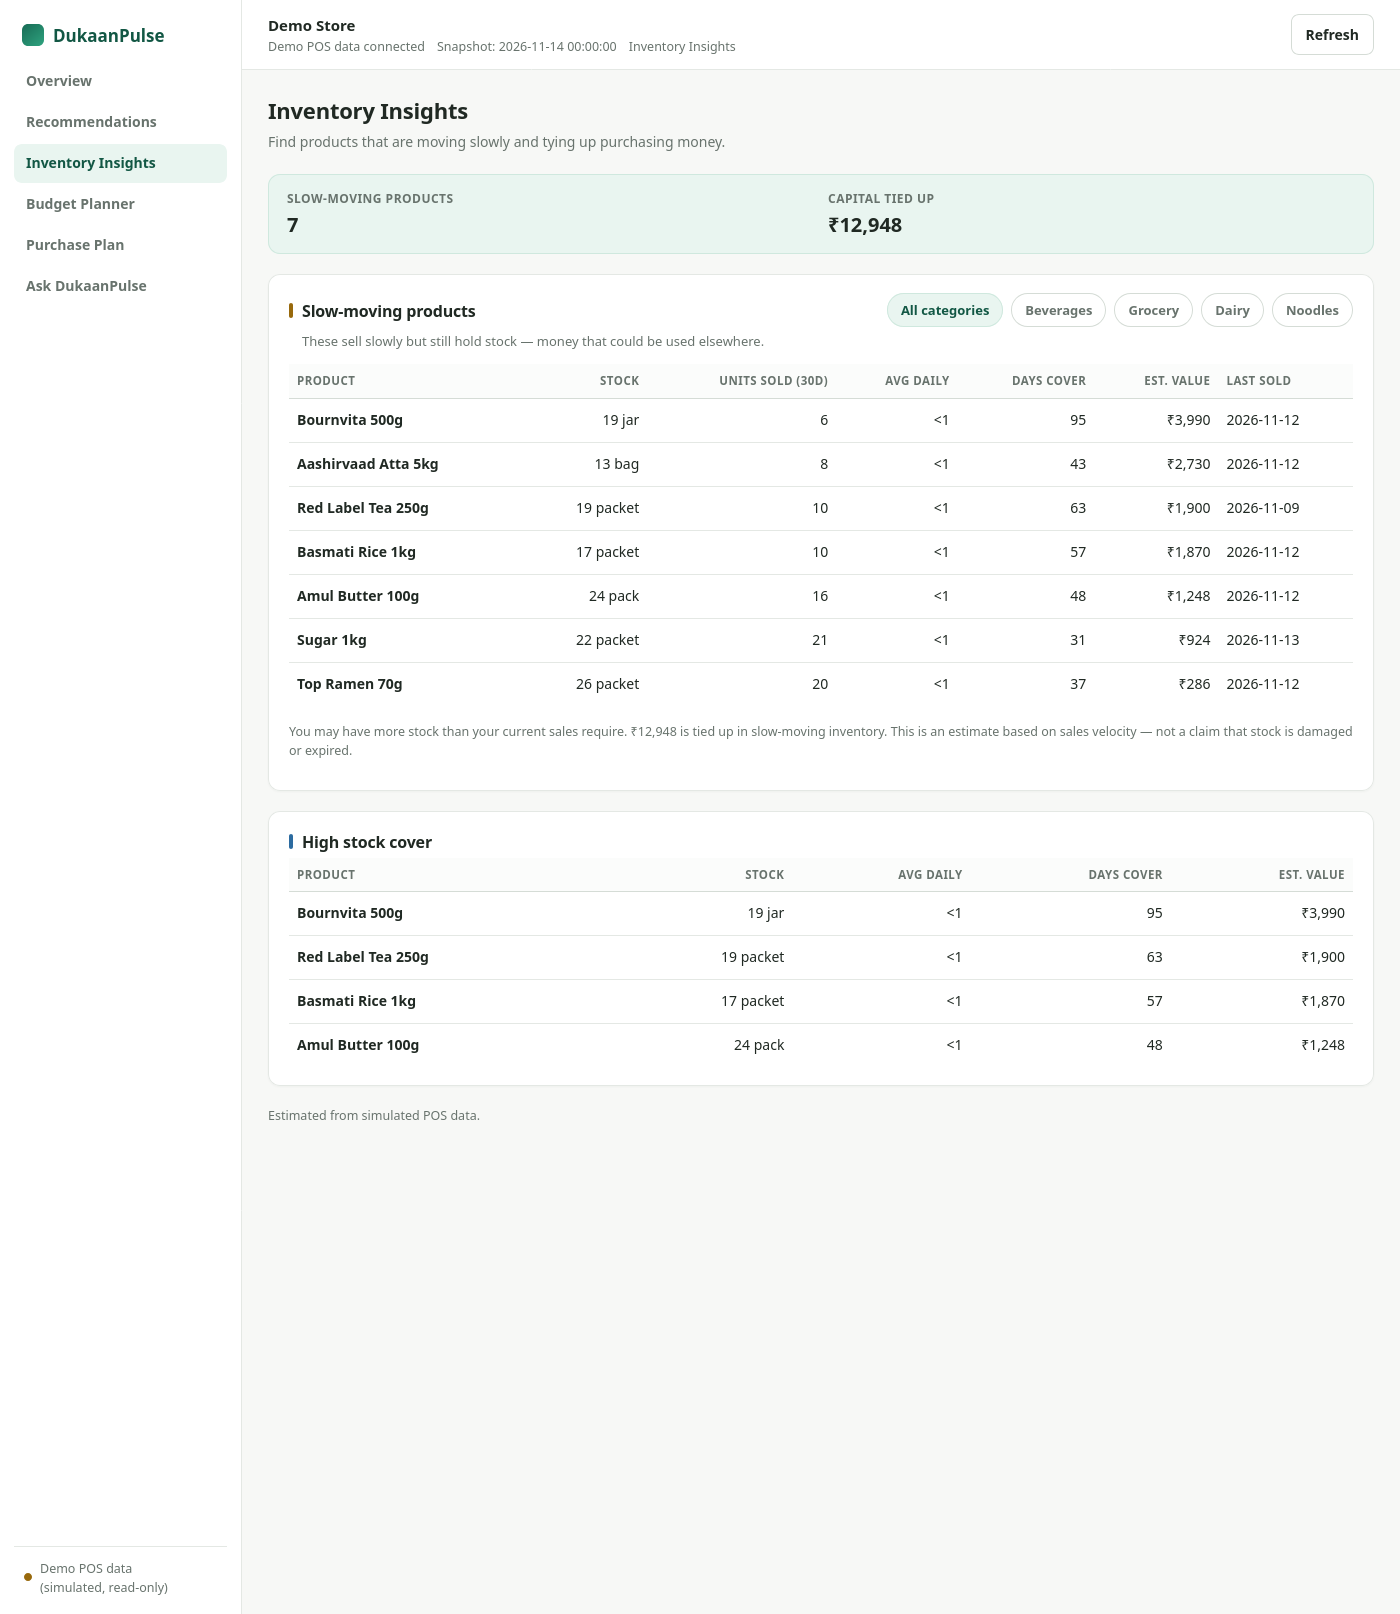 DukaanPulse
Overview
Recommendations
Inventory Insights
Budget Planner
Purchase Plan
Ask DukaanPulse
Demo POS data
(simulated, read-only)
Demo Store
Demo POS data connected Snapshot: 2026-11-14 00:00:00 Inventory Insights
Refresh
Inventory Insights
Find products that are moving slowly and tying up purchasing money.
SLOW-MOVING PRODUCTS
7
CAPITAL TIED UP
₹12,948
Slow-moving products
All categories Beverages Grocery Dairy Noodles
These sell slowly but still hold stock — money that could be used elsewhere.
PRODUCT STOCK UNITS SOLD (30D) AVG DAILY DAYS COVER EST. VALUE LAST SOLD
Bournvita 500g 19 jar 6 <1 95 ₹3,990 2026-11-12
Aashirvaad Atta 5kg 13 bag 8 <1 43 ₹2,730 2026-11-12
Red Label Tea 250g 19 packet 10 <1 63 ₹1,900 2026-11-09
Basmati Rice 1kg 17 packet 10 <1 57 ₹1,870 2026-11-12
Amul Butter 100g 24 pack 16 <1 48 ₹1,248 2026-11-12
Sugar 1kg 22 packet 21 <1 31 ₹924 2026-11-13
Top Ramen 70g 26 packet 20 <1 37 ₹286 2026-11-12
You may have more stock than your current sales require. ₹12,948 is tied up in slow-moving inventory. This is an estimate based on sales velocity — not a claim that stock is damaged
or expired.
High stock cover
PRODUCT STOCK AVG DAILY DAYS COVER EST. VALUE
Bournvita 500g 19 jar <1 95 ₹3,990
Red Label Tea 250g 19 packet <1 63 ₹1,900
Basmati Rice 1kg 17 packet <1 57 ₹1,870
Amul Butter 100g 24 pack <1 48 ₹1,248
Estimated from simulated POS data.